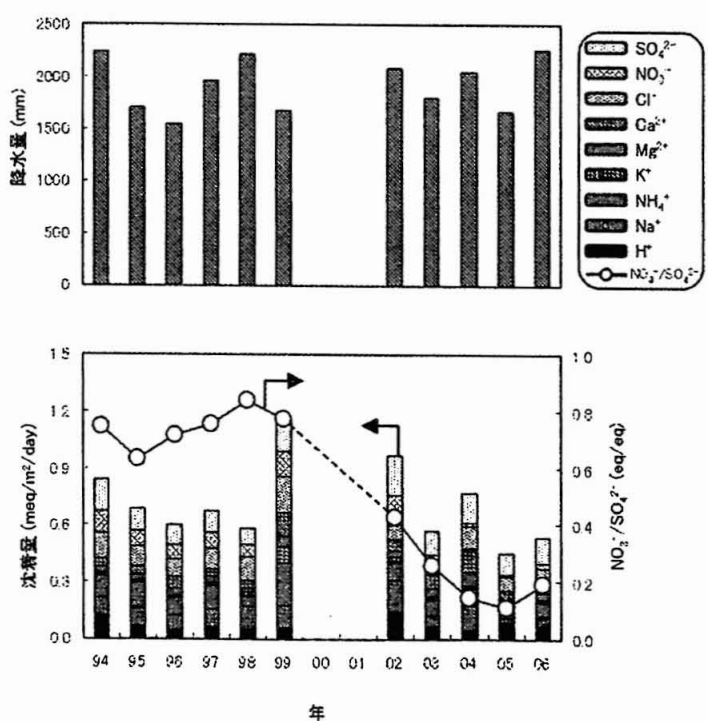 2500
2000
1500
1000
500
0
降水量 (mm)
SO₄²⁻
NO₃⁻
Cl⁻
Ca²⁺
Mg²⁺
K⁺
NH₄⁺
Na⁺
H⁺
NO₃⁻/SO₄²⁻
1.5
1.2
0.9
0.6
0.3
0.0
沈着量 (meq/m²/day)
1.0
0.8
0.6
0.4
0.2
0.0
NO₃⁻/SO₄²⁻ (eq/eq)
94 95 96 97 98 99 00 01 02 03 04 05 06
年